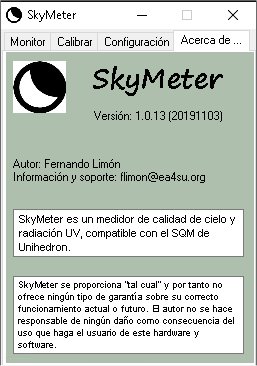 SkyMeter
Monitor Calibrar Configuración Acerca de ...
SkyMeter
Versión: 1.0.13 (20191103)
Autor: Fernando Limón
Información y soporte: flimon@ea4su.org
SkyMeter es un medidor de calidad de cielo y
radiación UV, compatible con el SQM de
Unihedron.
SkyMeter se proporciona "tal cual" y por tanto no
ofrece ningún tipo de garantía sobre su correcto
funcionamiento actual o futuro. El autor no se hace
responsable de ningún daño como consecuencia del
uso que haga el usuario de este hardware y
software.